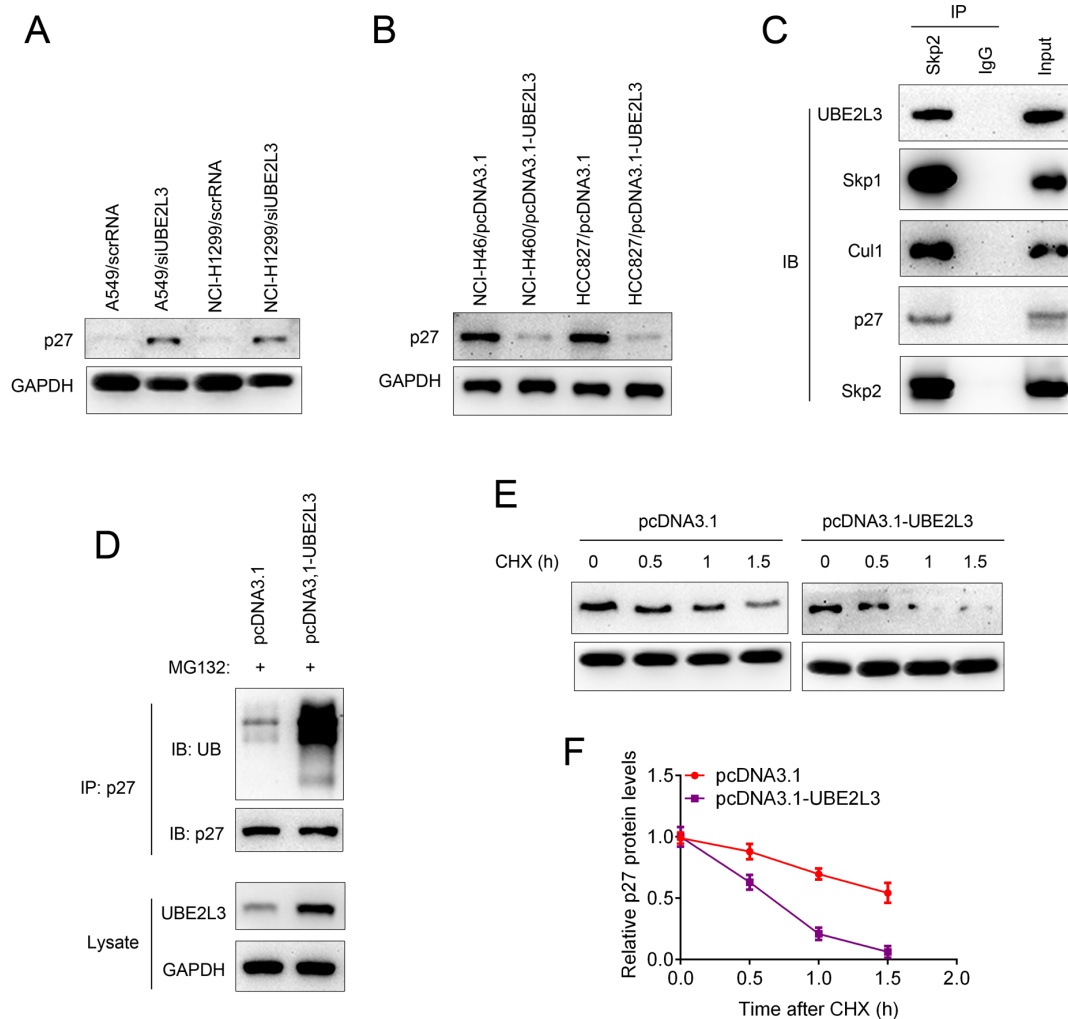 A
A549/scrRNA
A549/siUBE2L3
NCI-H1299/scrRNA
NCI-H1299/siUBE2L3
p27
GAPDH
B
NCI-H46/pcDNA3.1
NCI-H460/pcDNA3.1-UBE2L3
HCC827/pcDNA3.1
HCC827/pcDNA3.1-UBE2L3
p27
GAPDH
C
IP
Skp2
IgG
Input
IB
UBE2L3
Skp1
Cul1
p27
Skp2
D
pcDNA3.1
pcDNA3,1-UBE2L3
MG132: + +
IP: p27
IB: UB
IB: p27
Lysate
UBE2L3
GAPDH
E
pcDNA3.1 pcDNA3.1-UBE2L3
CHX (h) 0 0.5 1 1.5 0 0.5 1 1.5
F
pcDNA3.1
pcDNA3.1-UBE2L3
Relative p27 protein levels
1.5
1.0
0.5
0.0
0.0 0.5 1.0 1.5 2.0
Time after CHX (h)